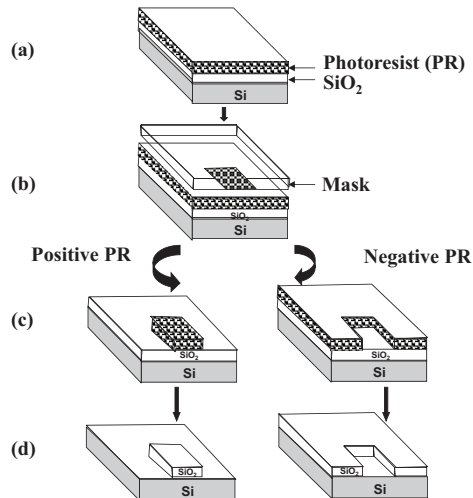 (a)
Photoresist (PR)
SiO2
Si
(b)
Mask
SiO2
Si
Positive PR
Negative PR
(c)
SiO2
Si
SiO2
Si
(d)
SiO2
Si
SiO2
Si